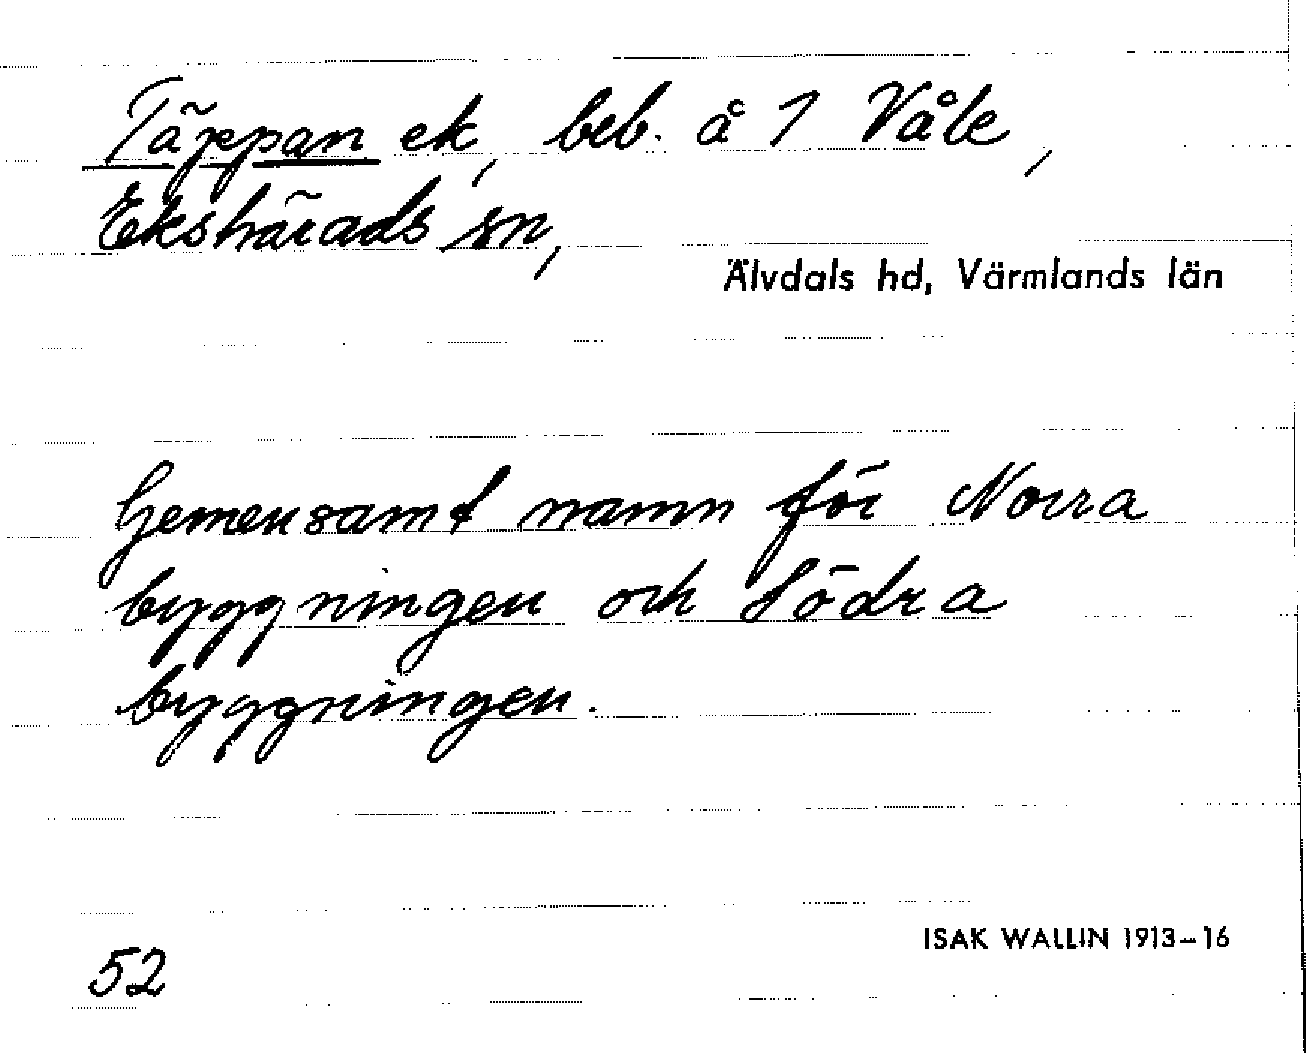 Täppan ek, beb. å 1 Våle,
Ekshärads sn,
Älvdals hd, Värmlands län
Gemensamt namn för Norra
byggningen och Södra
byggningen.
ISAK WALLIN 1913–16
52